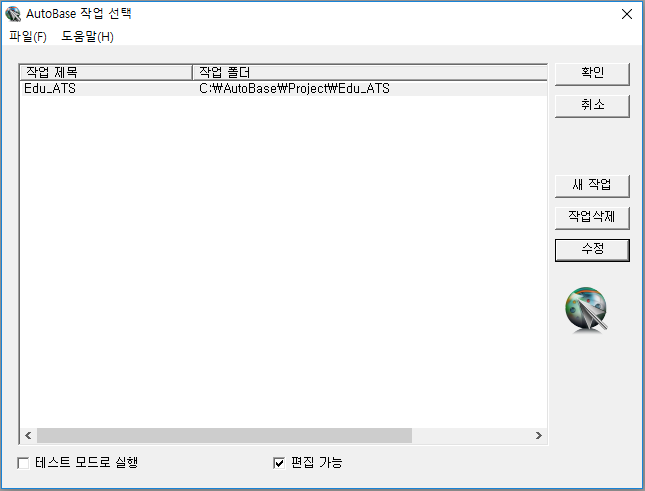 AutoBase 작업 선택
파일(F) 도움말(H)
작업 제목 작업 폴더
Edu_ATS C:₩AutoBase₩Project₩Edu_ATS
확인
취소
새 작업
작업삭제
수정
테스트 모드로 실행 편집 가능